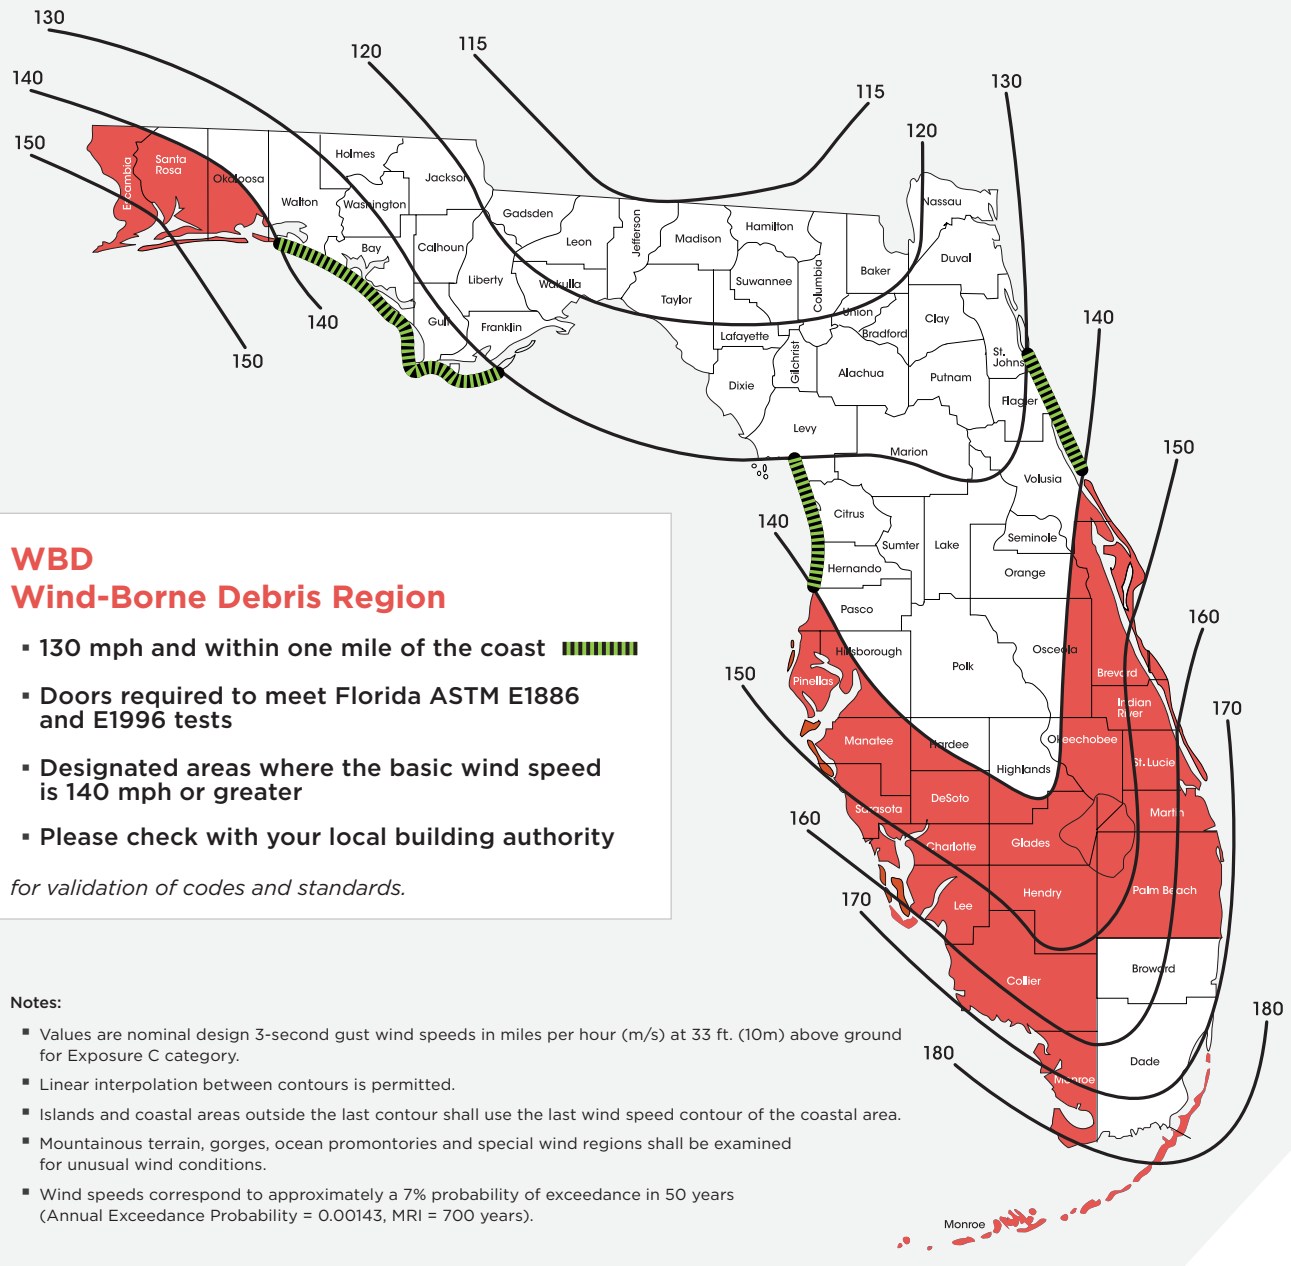 130
115
120
140
130
115
120
150
Holmes
Santa
Rosa
Escambia
Okaloosa
Jackson
Walton
Washington
Nassau
Gadsden
Jefferson
Hamilton
Leon
Madison
Bay
Calhoun
Duval
Columbia
Baker
Liberty
Wakulla
Suwannee
Taylor
Union
Clay
140
Gulf
Franklin
Bradford
140
Lafayette
Gilchrist
St.
Johns
150
Alachua
Putnam
Dixie
Flagler
Levy
Marion
150
Volusia
140
Citrus
Seminole
Sumter
Lake
Hernando
Orange
Pasco
160
Hillsborough
Osceola
Polk
150
Pinellas
Brevard
Indian
River
170
Manatee
Hardee
Okeechobee
Highlands
St. Lucie
Sarasota
DeSoto
Martin
160
Charlotte
Glades
170
Lee
Hendry
Palm Beach
Collier
Broward
180
180
Dade
Monroe
Monroe
WBD
Wind-Borne Debris Region
▪ 130 mph and within one mile of the coast
▪ Doors required to meet Florida ASTM E1886
and E1996 tests
▪ Designated areas where the basic wind speed
is 140 mph or greater
▪ Please check with your local building authority
for validation of codes and standards.
Notes:
▪ Values are nominal design 3-second gust wind speeds in miles per hour (m/s) at 33 ft. (10m) above ground
for Exposure C category.
▪ Linear interpolation between contours is permitted.
▪ Islands and coastal areas outside the last contour shall use the last wind speed contour of the coastal area.
▪ Mountainous terrain, gorges, ocean promontories and special wind regions shall be examined
for unusual wind conditions.
▪ Wind speeds correspond to approximately a 7% probability of exceedance in 50 years
(Annual Exceedance Probability = 0.00143, MRI = 700 years).